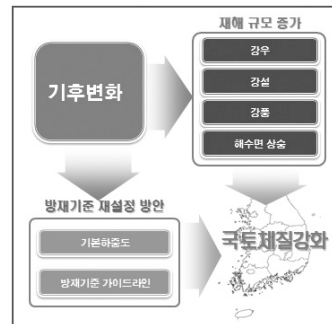 재해 규모 증가
기후변화
강우
강설
강풍
해수면 상승
방재기준 재설정 방안
기본하중도
방재기준 가이드라인
국토체질강화